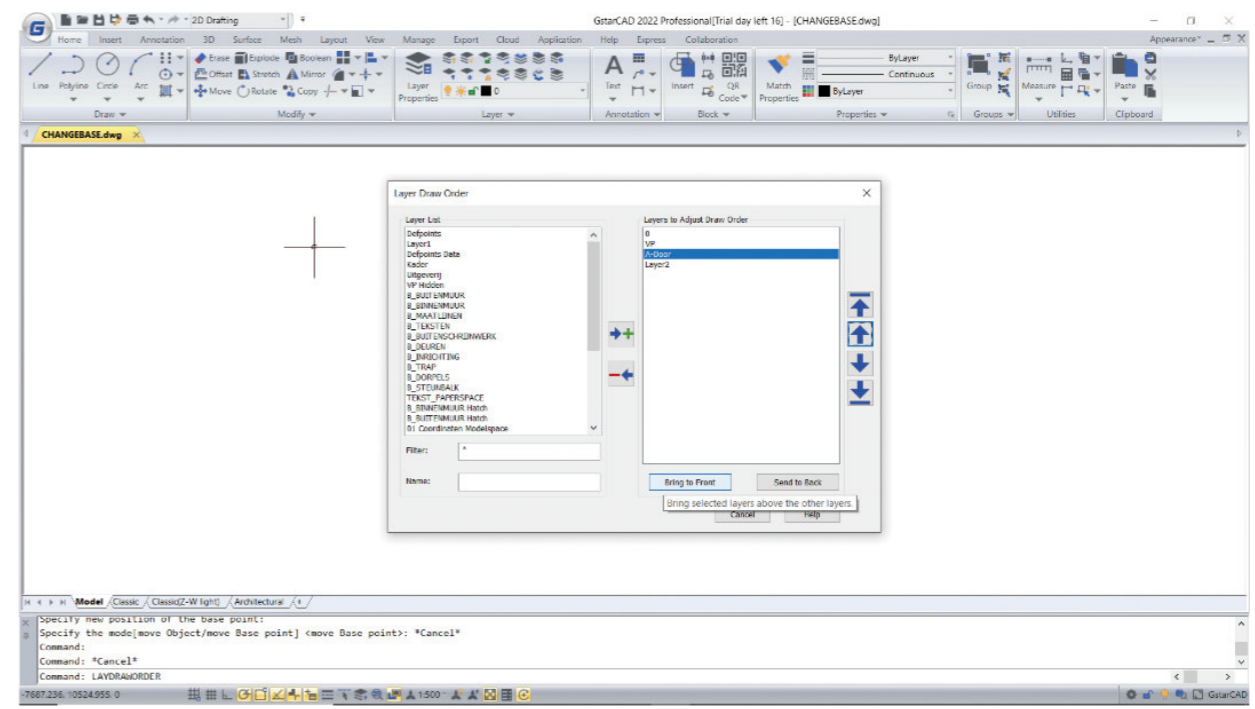 2D Drafting
GstarCAD 2022 Professional[Trial day left 16] - [CHANGEBASE.dwg]
Home Insert Annotation 3D Surface Mesh Layout View Manage Export Cloud Application Help Express Collaboration
Appearance
Line Polyline Circle Arc
Erase Explode Boolean
Offset Stretch Mirror
Move Rotate Copy
Layer Properties
0
Text
Insert
QR Code
Match Properties
ByLayer
Continuous
ByLayer
Group
Measure
Paste
Draw Modify Layer Annotation Block Properties Groups Utilities Clipboard
CHANGEBASE.dwg
Layer Draw Order
Layer List
Defpoints
Layer1
Defpoints Data
Kader
Uitgeverij
VP Hidden
B_BUITENMUUR
B_BINNENMUUR
B_MAATLIJNEN
B_TEKSTEN
B_BUITENSCHRIJNWERK
B_DEUREN
B_INRICHTING
B_TRAP
B_DORPELS
B_STEUNBALK
TEKST_PAPERSPACE
B_BINNENMUUR Hatch
B_BUITENMUUR Hatch
01 Coordinaten Modelspace
Filter: *
Name:
Layers to Adjust Draw Order
0
VP
A-Door
Layer2
Bring to Front Send to Back
Bring selected layers above the other layers.
Cancel Help
Model Classic Classic(Z-W light) Architectural +
Specify new position of the base point:
Specify the mode[move Object/move Base point] <move Base point>: *Cancel*
Command:
Command: *Cancel*
Command: LAYDRAWORDER
-7687.236, 10524.955, 0
1:500
GstarCAD